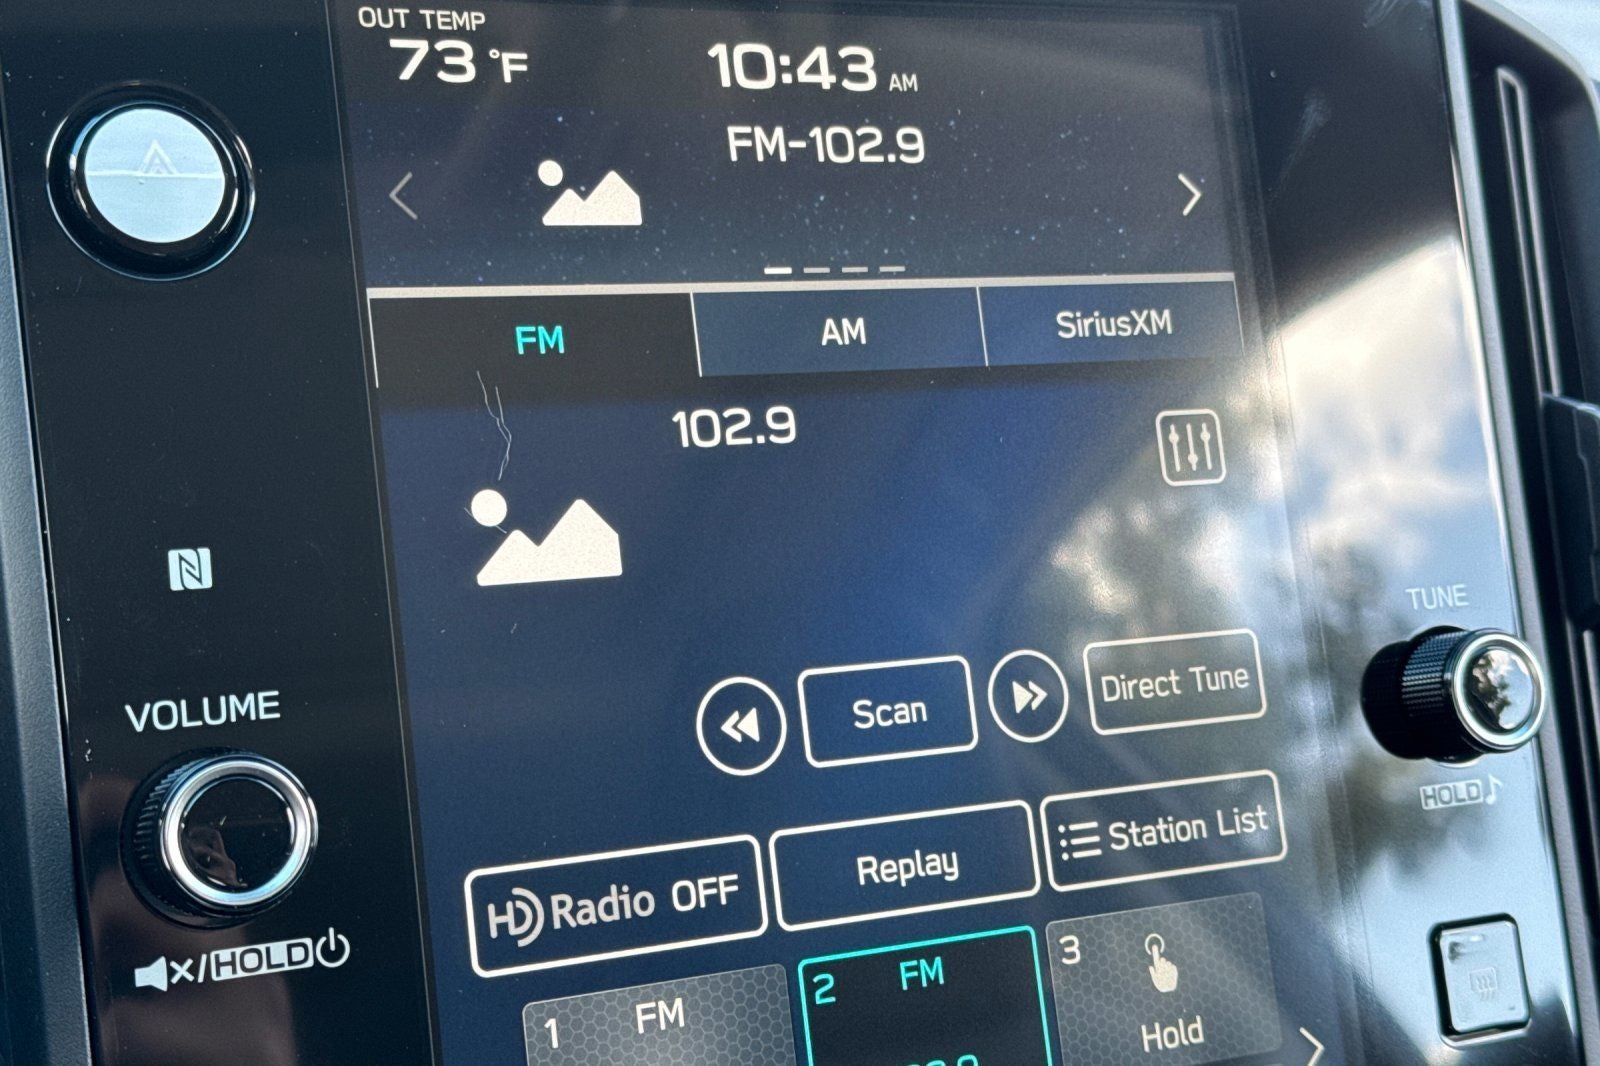 OUT TEMP
73 °F
10:43 AM
FM-102.9
FM
AM
SiriusXM
102.9
TUNE
Scan
Direct Tune
VOLUME
HOLD
HD Radio OFF
Replay
Station List
/HOLD
1 FM
2 FM
3
Hold